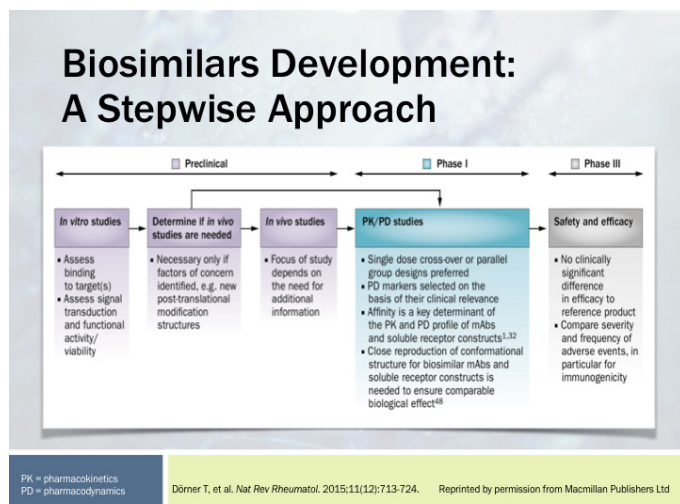 Biosimilars Development:
A Stepwise Approach
Preclinical
Phase I
Phase III
In vitro studies
• Assess
binding
to target(s)
• Assess signal
transduction
and functional
activity/
viability
Determine if in vivo
studies are needed
• Necessary only if
factors of concern
identified, e.g. new
post-translational
modification
structures
In vivo studies
• Focus of study
depends on
the need for
additional
information
PK/PD studies
• Single dose cross-over or parallel
group designs preferred
• PD markers selected on the
basis of their clinical relevance
• Affinity is a key determinant of
the PK and PD profile of mAbs
and soluble receptor constructs1,32
• Close reproduction of conformational
structure for biosimilar mAbs and
soluble receptor constructs is
needed to ensure comparable
biological effect48
Safety and efficacy
• No clinically
significant
difference
in efficacy to
reference product
• Compare severity
and frequency of
adverse events, in
particular for
immunogenicity
PK = pharmacokinetics
PD = pharmacodynamics
Dörner T, et al. Nat Rev Rheumatol. 2015;11(12):713-724. Reprinted by permission from Macmillan Publishers Ltd